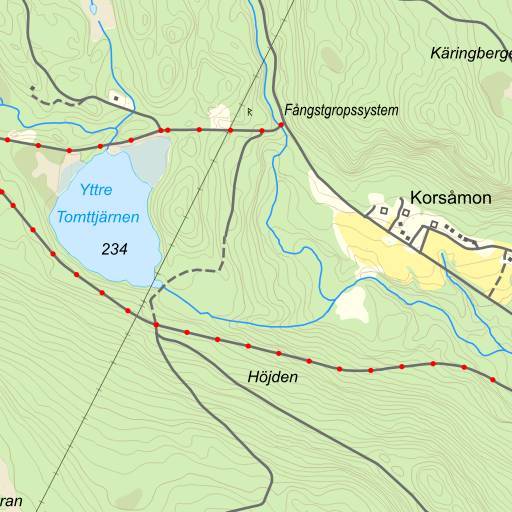 Käringberge
Fångstgropssystem
R
Yttre
Tomttjärnen
Korsåmon
234
Höjden
ran